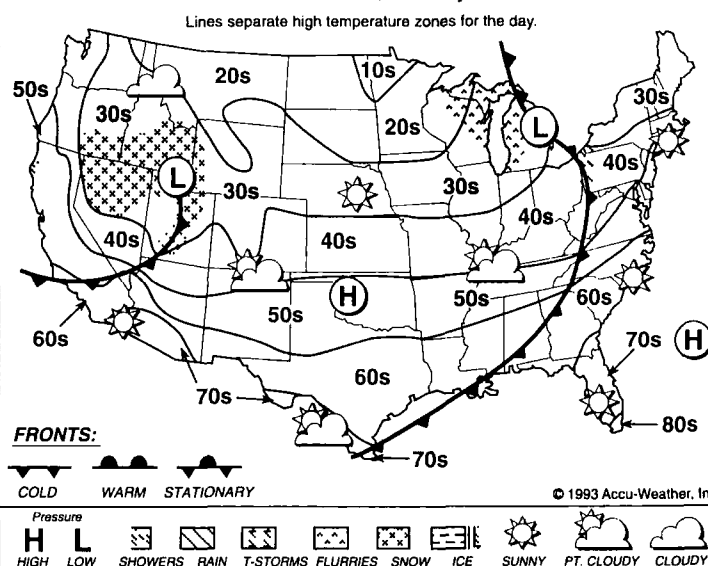 Lines separate high temperature zones for the day.
10s
20s
50s
30s
20s
30s
L
L
40s
30s
30s
40s
40s
40s
H
50s
50s
60s
60s
70s
H
60s
70s
80s
70s
FRONTS:
COLD WARM STATIONARY
© 1993 Accu-Weather, In
Pressure
H L
HIGH LOW SHOWERS RAIN T-STORMS FLURRIES SNOW ICE SUNNY PT. CLOUDY CLOUDY